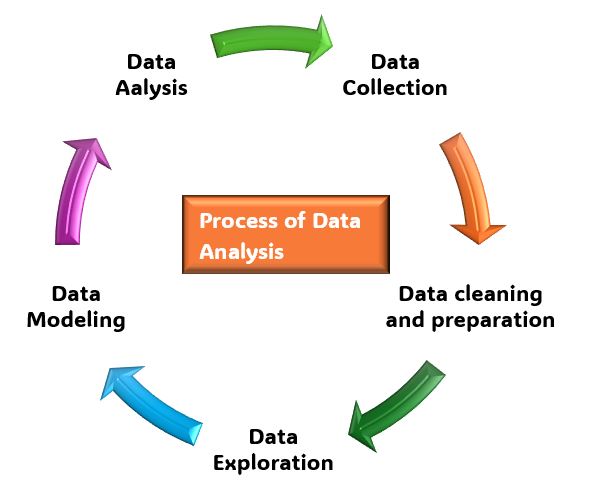 Data
Aalysis
Data
Collection
Process of Data
Analysis
Data
Modeling
Data cleaning
and preparation
Data
Exploration